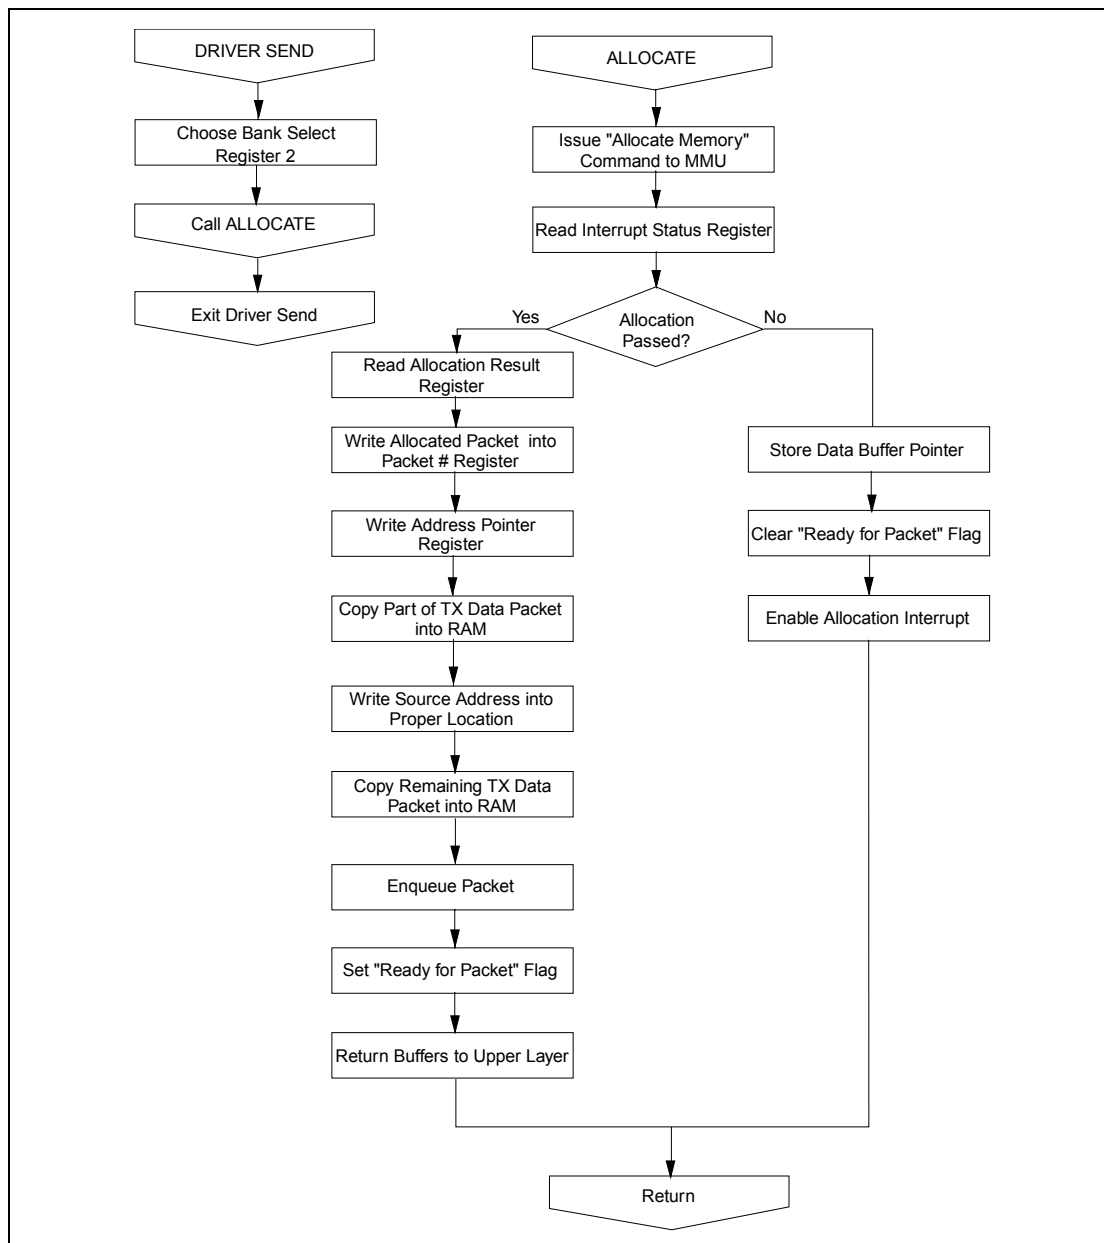 DRIVER SEND
Choose Bank Select
Register 2
Call ALLOCATE
Exit Driver Send
ALLOCATE
Issue "Allocate Memory"
Command to MMU
Read Interrupt Status Register
Allocation
Passed?
Yes
No
Read Allocation Result
Register
Write Allocated Packet into
Packet # Register
Write Address Pointer
Register
Copy Part of TX Data Packet
into RAM
Write Source Address into
Proper Location
Copy Remaining TX Data
Packet into RAM
Enqueue Packet
Set "Ready for Packet" Flag
Return Buffers to Upper Layer
Store Data Buffer Pointer
Clear "Ready for Packet" Flag
Enable Allocation Interrupt
Return